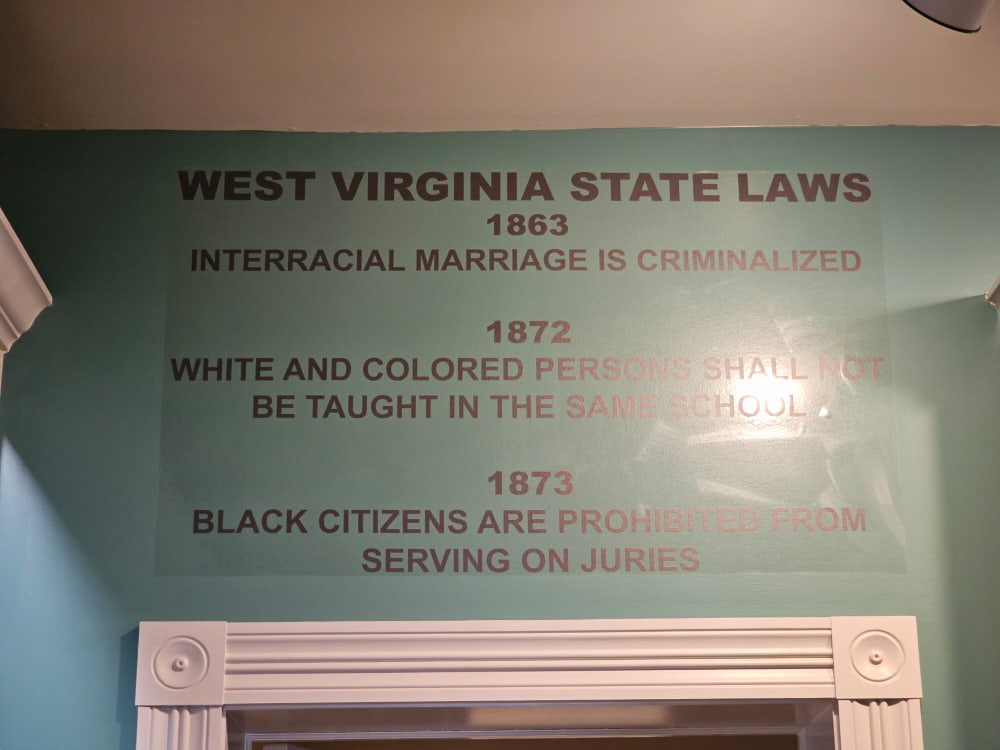 WEST VIRGINIA STATE LAWS
1863
INTERRACIAL MARRIAGE IS CRIMINALIZED
1872
WHITE AND COLORED PERSONS SHALL NOT
BE TAUGHT IN THE SAME SCHOOL.
1873
BLACK CITIZENS ARE PROHIBITED FROM
SERVING ON JURIES